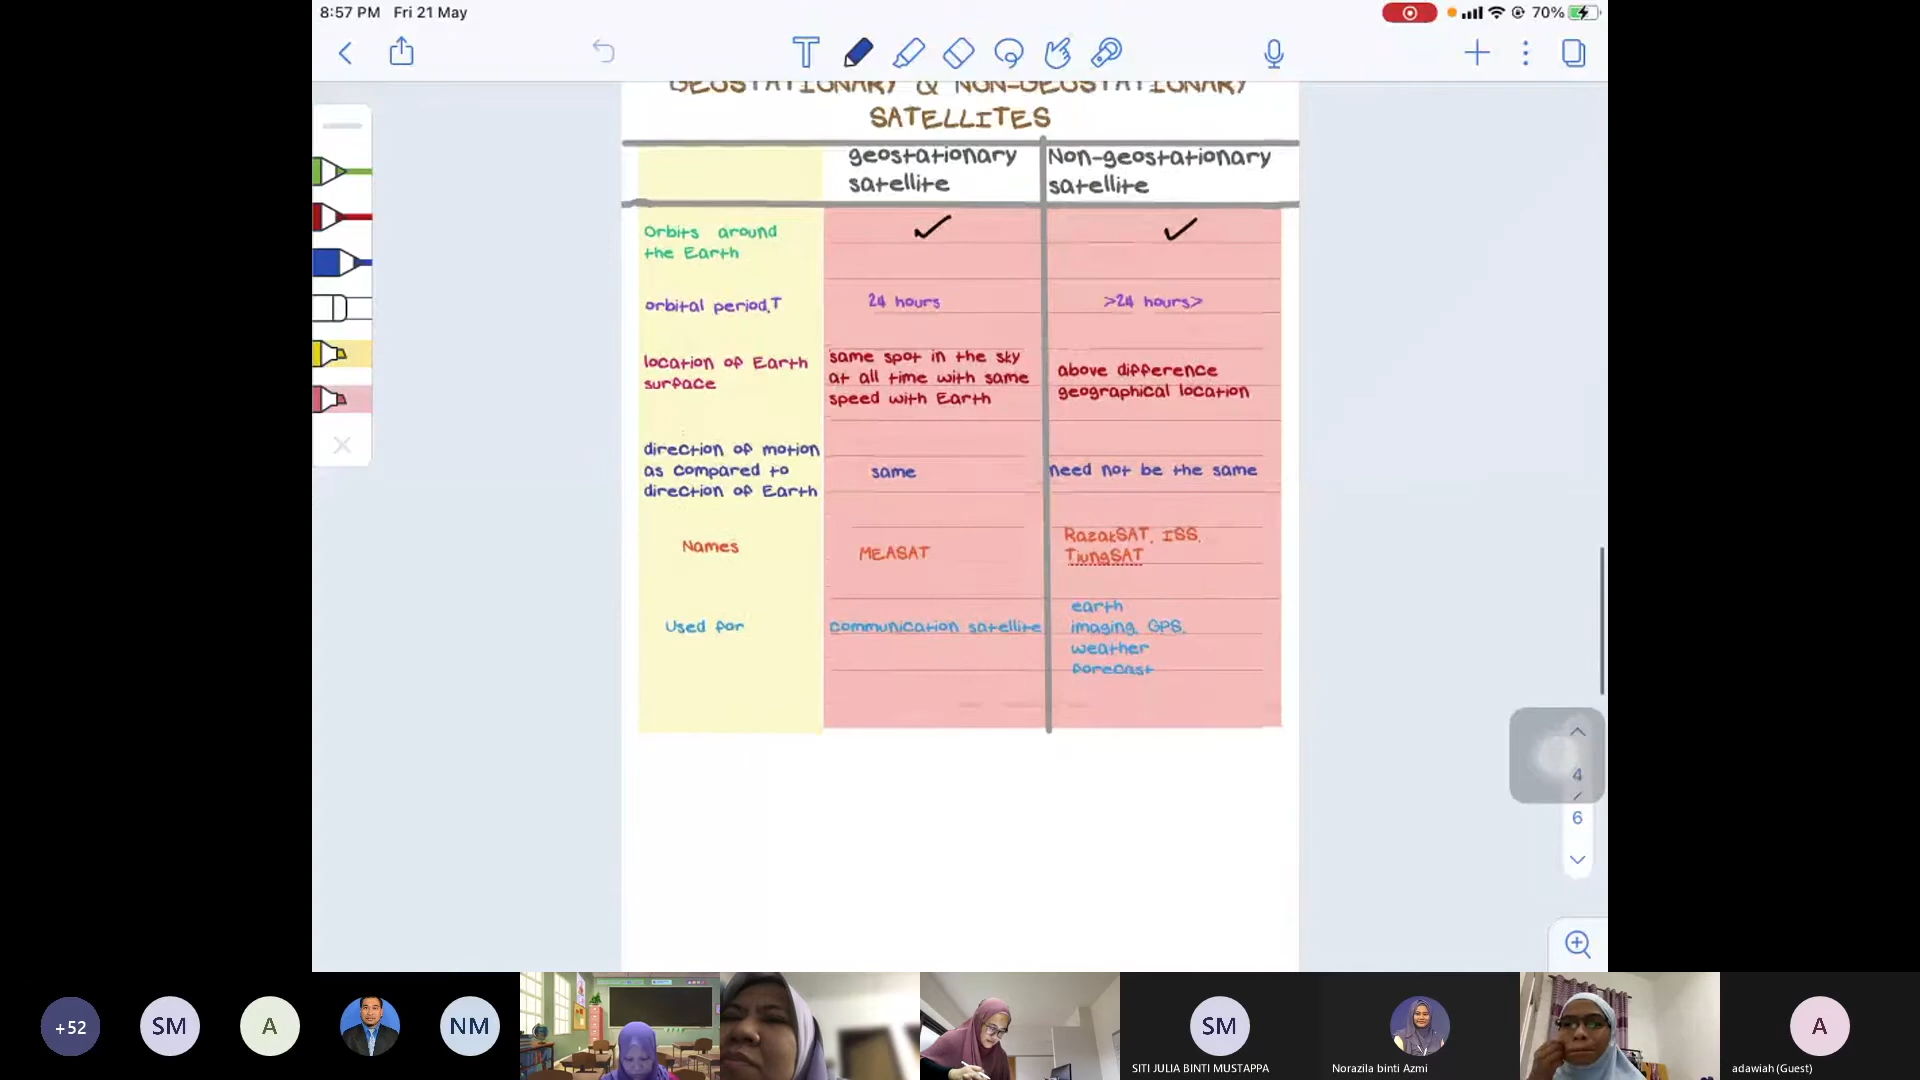 8:57 PM Fri 21 May
70%
GEOSTATIONARY & NON-GEOSTATIONARY
SATELLITES
geostationary
satellite
Non-geostationary
satellite
Orbits around
the Earth
✓
✓
orbital period,T
24 hours
>24 hours>
location of Earth
surface
same spot in the sky
at all time with same
speed with Earth
above difference
geographical location
direction of motion
as compared to
direction of Earth
same
need not be the same
Names
MEASAT
RazakSAT, ISS,
TiungSAT
Used for
communication satellite
earth
imaging, GPS,
weather
forecast
4
/
6
+52
SM
A
NM
SM
SITI JULIA BINTI MUSTAPPA
Norazila binti Azmi
A
adawiah (Guest)